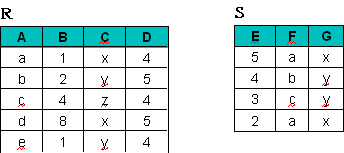 R
A B C D
a 1 x 4
b 2 y 5
c 4 z 4
d 8 x 5
e 1 y 4
S
E F G
5 a x
4 b y
3 c y
2 a x